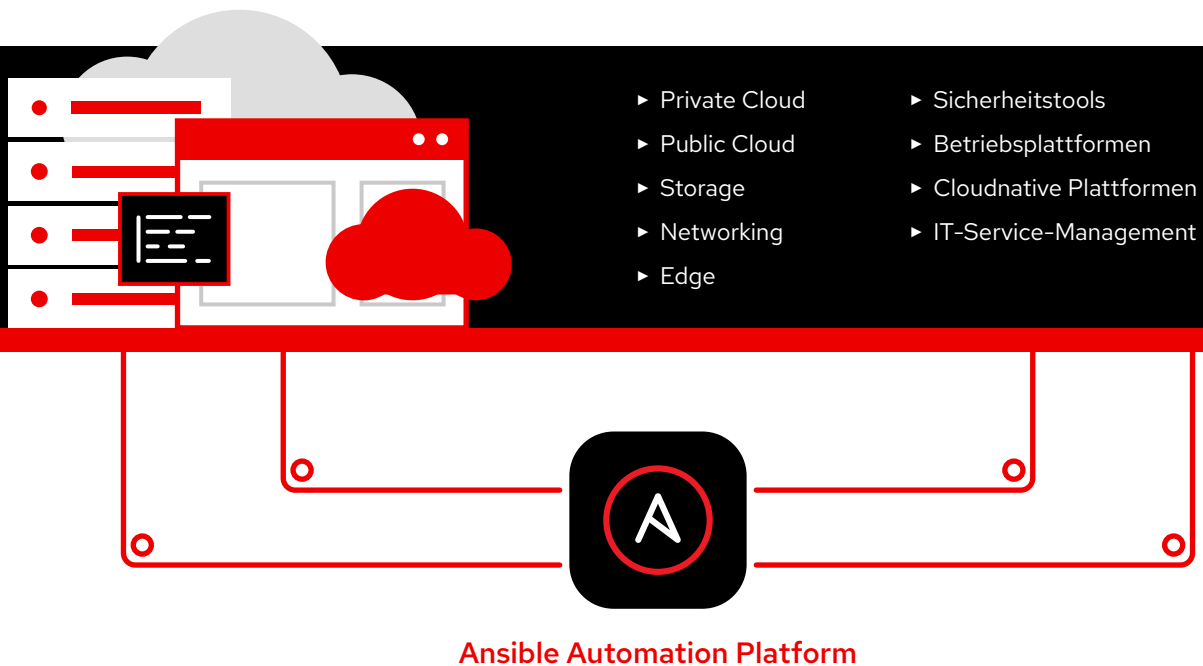 Private Cloud
Public Cloud
Storage
Networking
Edge
Sicherheitstools
Betriebsplattformen
Cloudnative Plattformen
IT-Service-Management
Ansible Automation Platform